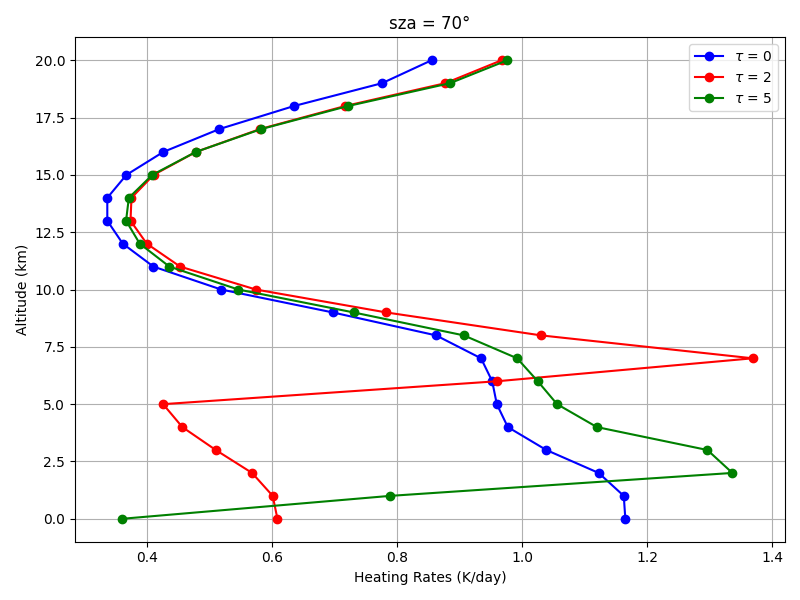 sza = 70°
τ = 0
τ = 2
τ = 5
20.0
17.5
15.0
12.5
10.0
7.5
5.0
2.5
0.0
Altitude (km)
0.4 0.6 0.8 1.0 1.2 1.4
Heating Rates (K/day)